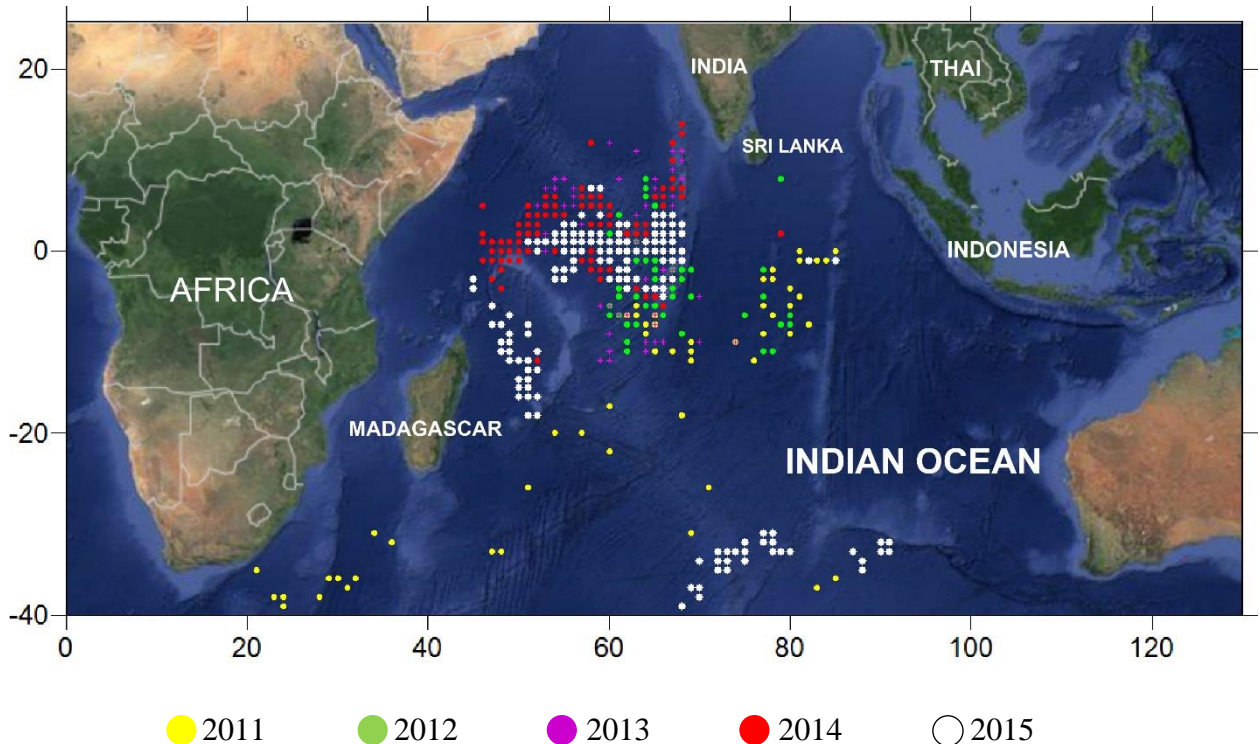 20
INDIA
THAI
SRI LANKA
0
AFRICA
INDONESIA
-20
MADAGASCAR
INDIAN OCEAN
-40
0 20 40 60 80 100 120
2011 2012 2013 2014 2015